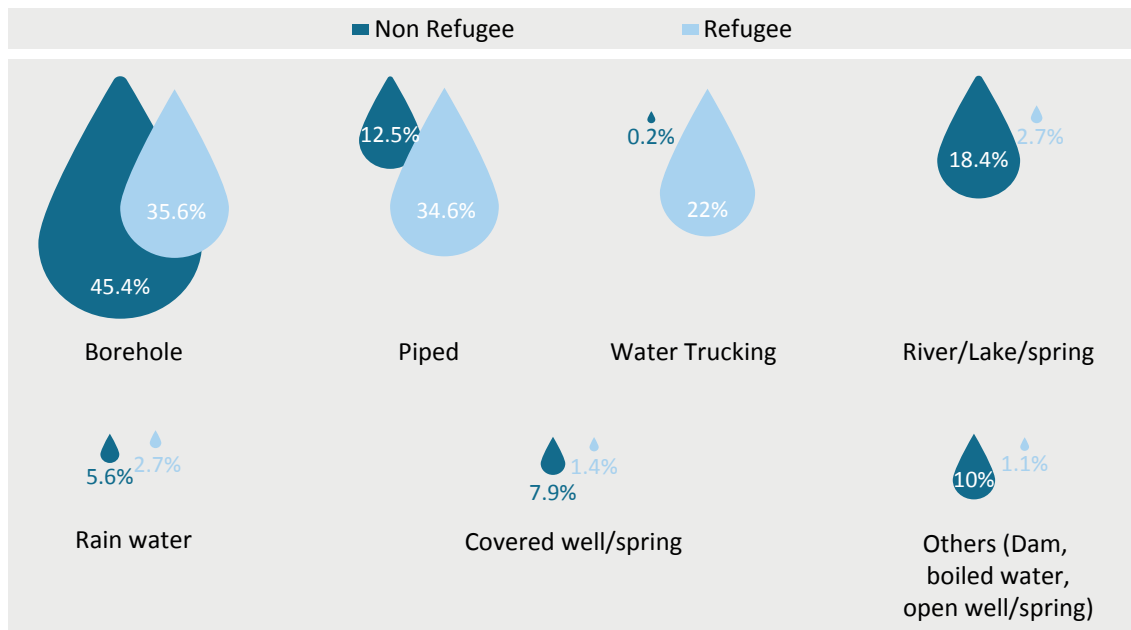 Non Refugee
Refugee
12.5%
0.2%
2.7%
18.4%
35.6%
34.6%
22%
45.4%
Borehole
Piped
Water Trucking
River/Lake/spring
5.6%
2.7%
7.9%
1.4%
10%
1.1%
Rain water
Covered well/spring
Others (Dam,
boiled water,
open well/spring)